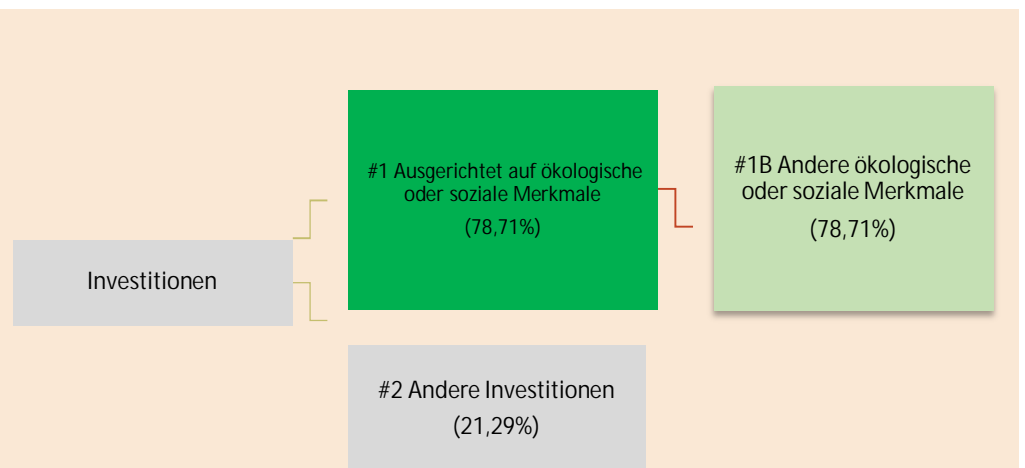 Investitionen
#1 Ausgerichtet auf ökologische
oder soziale Merkmale
(78,71%)
#1B Andere ökologische
oder soziale Merkmale
(78,71%)
#2 Andere Investitionen
(21,29%)